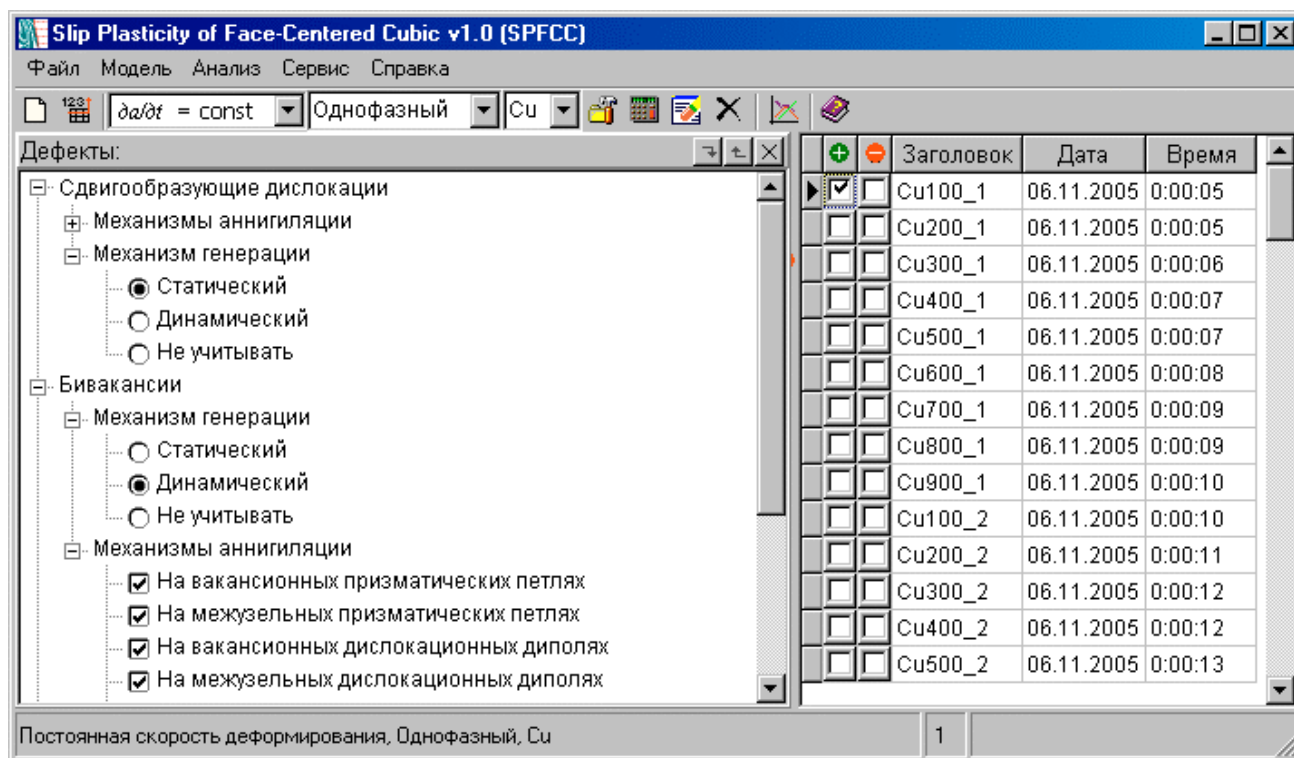 Slip Plasticity of Face-Centered Cubic v1.0 (SPFCC)
Файл Модель Анализ Сервис Справка
∂a/∂t = const Однофазный Cu
Дефекты:
Сдвигообразующие дислокации
Механизмы аннигиляции
Механизм генерации
Статический
Динамический
Не учитывать
Бивакансии
Механизм генерации
Статический
Динамический
Не учитывать
Механизмы аннигиляции
На вакансионных призматических петлях
На межузельных призматических петлях
На вакансионных дислокационных диполях
На межузельных дислокационных диполях
Заголовок Дата Время
Cu100_1 06.11.2005 0:00:05
Cu200_1 06.11.2005 0:00:05
Cu300_1 06.11.2005 0:00:06
Cu400_1 06.11.2005 0:00:07
Cu500_1 06.11.2005 0:00:07
Cu600_1 06.11.2005 0:00:08
Cu700_1 06.11.2005 0:00:09
Cu800_1 06.11.2005 0:00:09
Cu900_1 06.11.2005 0:00:10
Cu100_2 06.11.2005 0:00:10
Cu200_2 06.11.2005 0:00:11
Cu300_2 06.11.2005 0:00:12
Cu400_2 06.11.2005 0:00:12
Cu500_2 06.11.2005 0:00:13
Постоянная скорость деформирования, Однофазный, Cu 1